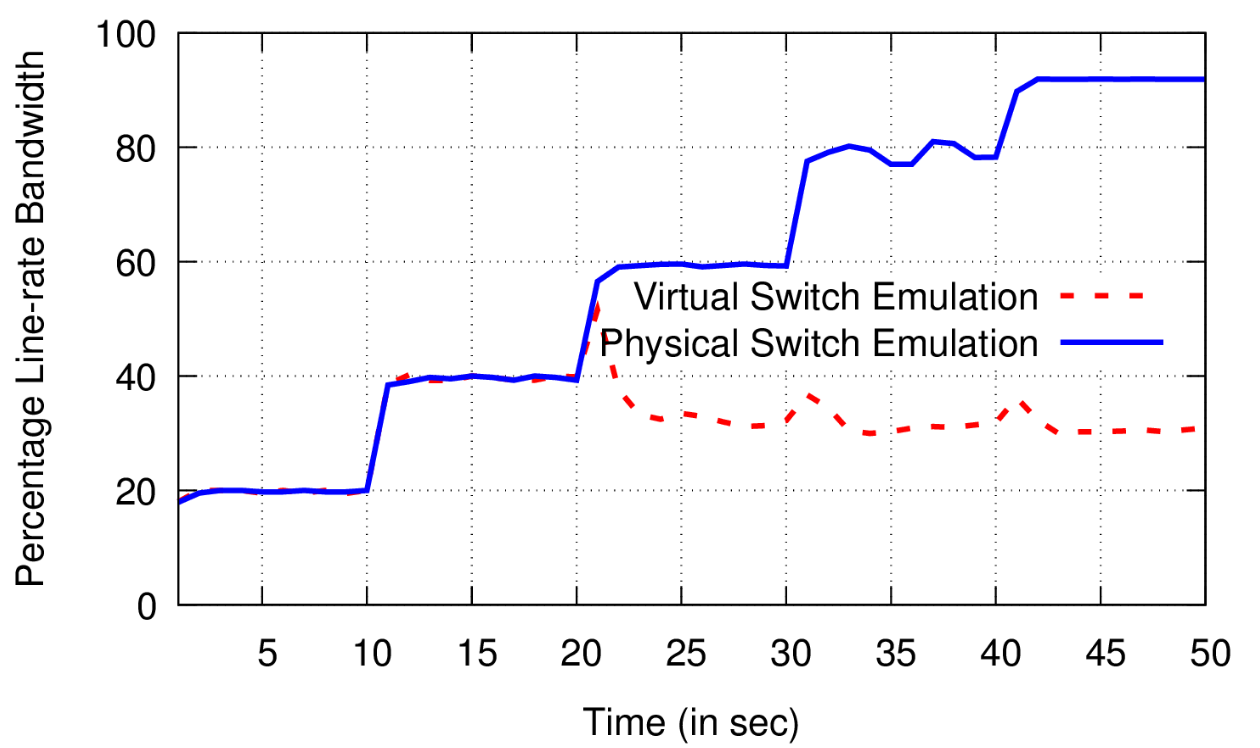 Percentage Line-rate Bandwidth
100
80
60
40
20
0
Virtual Switch Emulation
Physical Switch Emulation
5 10 15 20 25 30 35 40 45 50
Time (in sec)